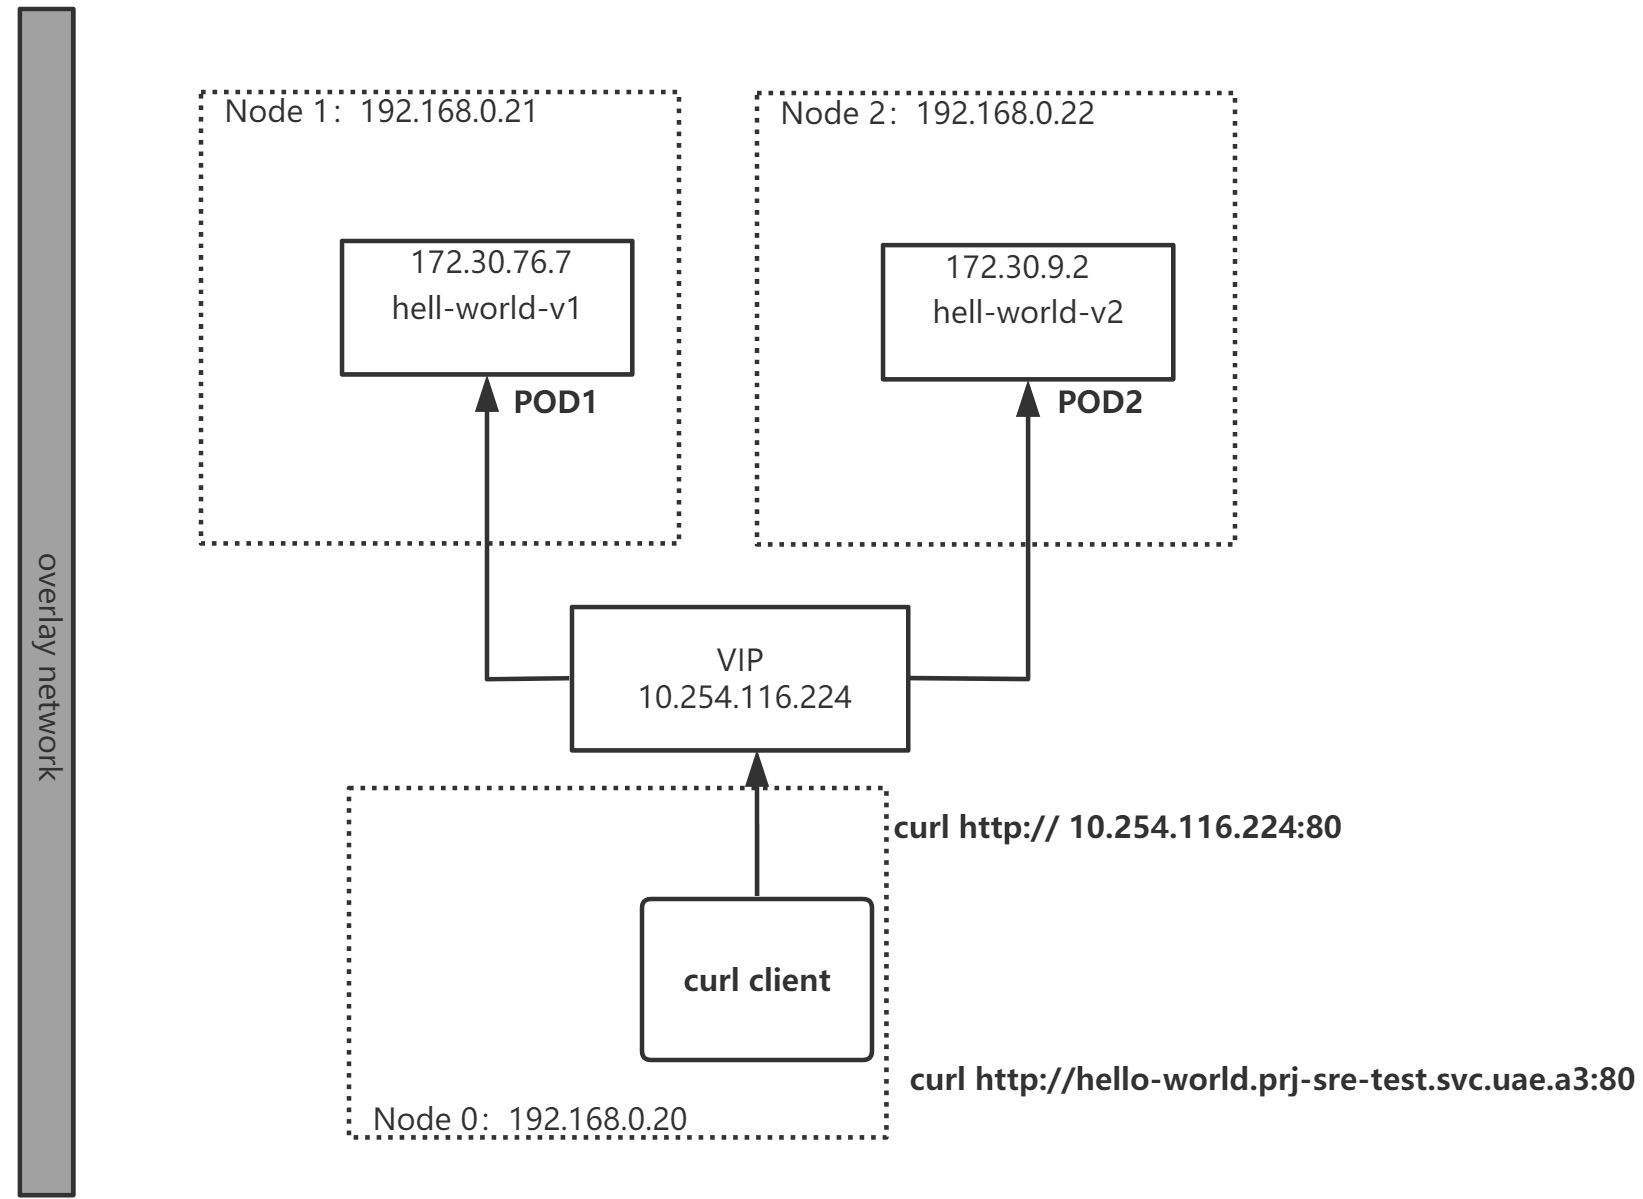 Node 1：192.168.0.21
Node 2：192.168.0.22
172.30.76.7
hell-world-v1
172.30.9.2
hell-world-v2
POD1
POD2
overlay network
VIP
10.254.116.224
curl http:// 10.254.116.224:80
curl client
curl http://hello-world.prj-sre-test.svc.uae.a3:80
Node 0：192.168.0.20